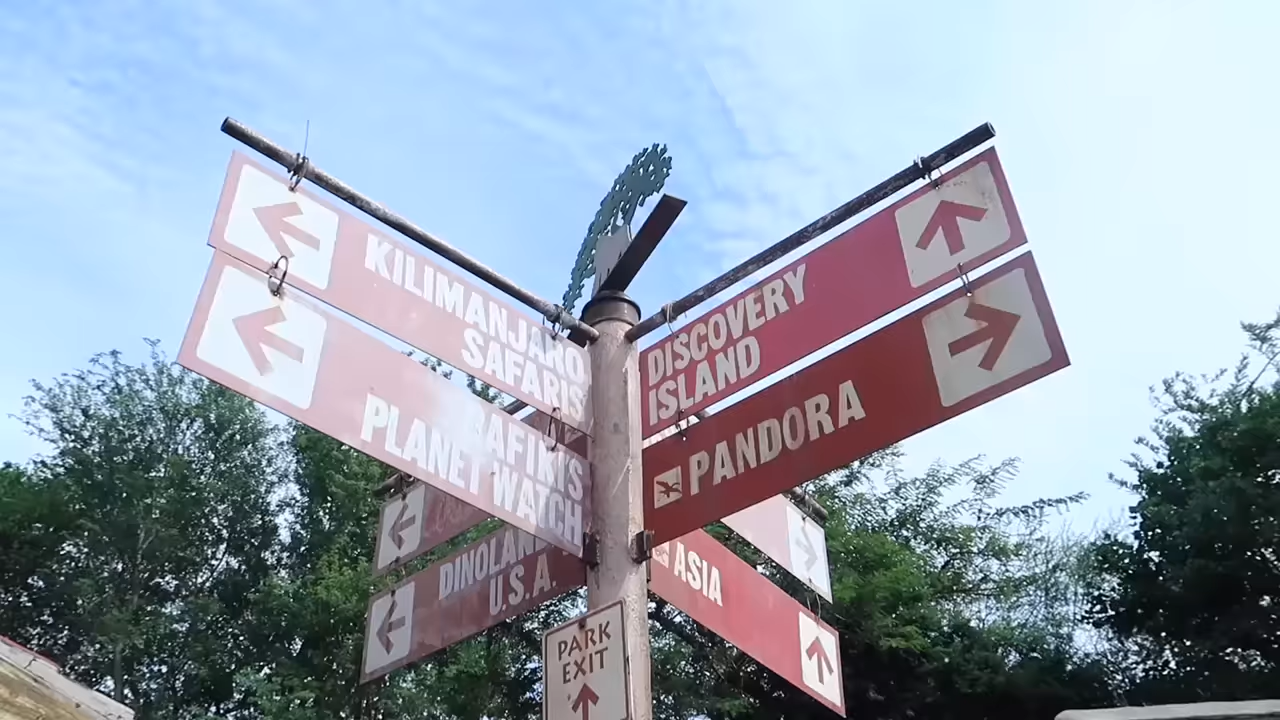 KILIMANJARO
SAFARIS
RAFIKI'S
PLANET WATCH
DISCOVERY
ISLAND
PANDORA
DINOLAND
U.S.A.
ASIA
PARK
EXIT